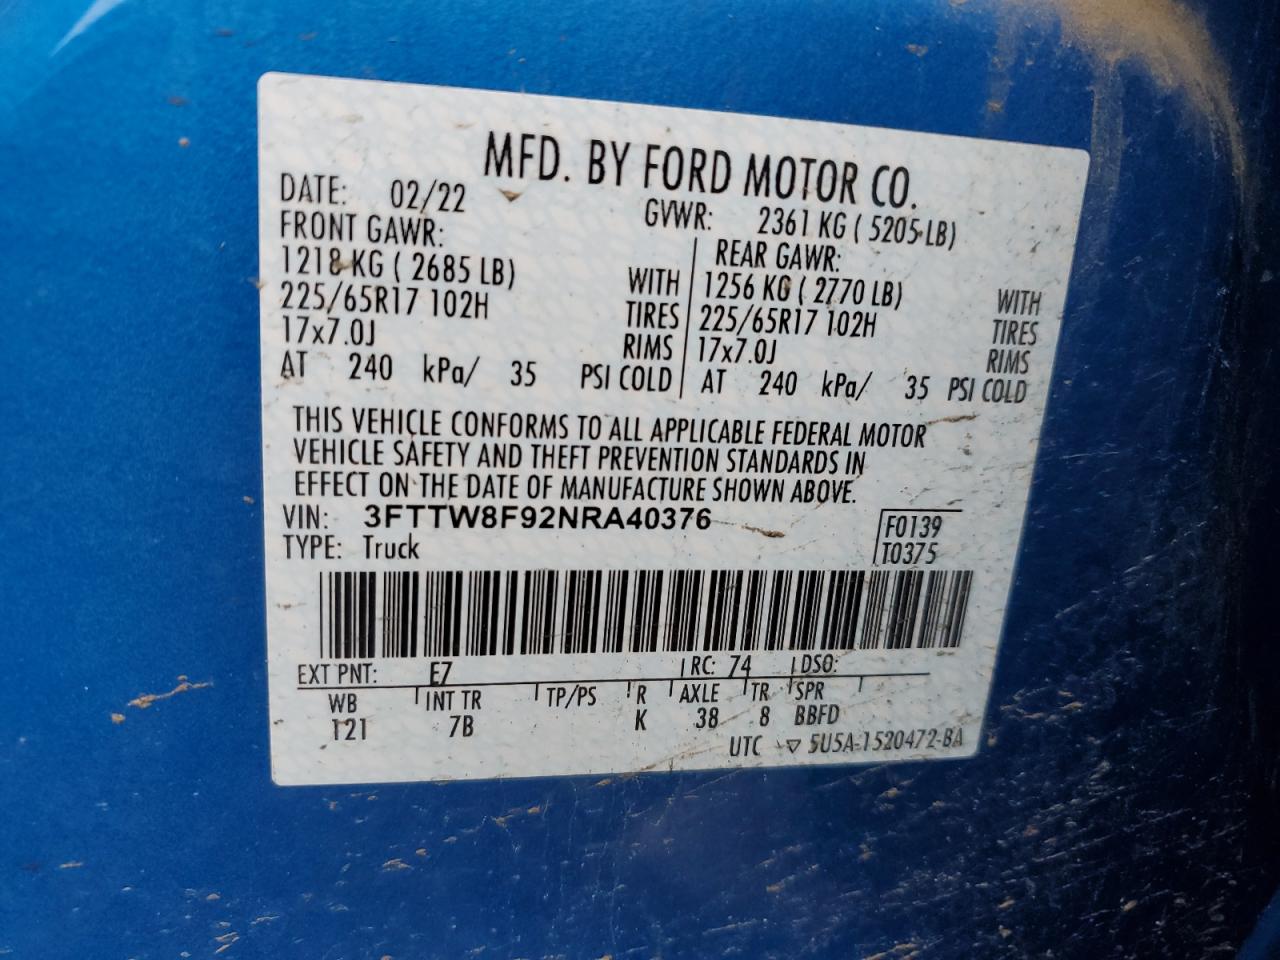 MFD. BY FORD MOTOR CO.
DATE: 02/22 GVWR: 2361 KG ( 5205 LB)
FRONT GAWR: REAR GAWR:
1218 KG ( 2685 LB) WITH 1256 KG ( 2770 LB) WITH
225/65R17 102H TIRES 225/65R17 102H TIRES
17x7.0J RIMS 17x7.0J RIMS
AT 240 kPa/ 35 PSI COLD AT 240 kPa/ 35 PSI COLD
THIS VEHICLE CONFORMS TO ALL APPLICABLE FEDERAL MOTOR
VEHICLE SAFETY AND THEFT PREVENTION STANDARDS IN
EFFECT ON THE DATE OF MANUFACTURE SHOWN ABOVE.
VIN: 3FTTW8F92NRA40376 F0139
TYPE: Truck T0375
EXT PNT: E7 RC: 74 DSO:
WB INT TR TP/PS R AXLE TR SPR
121 7B K 38 8 BBFD
UTC ▽ 5U5A-1520472-BA